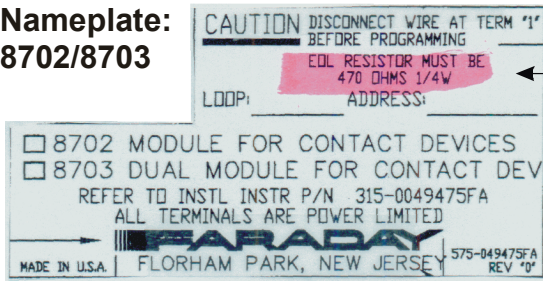 Nameplate:
8702/8703
CAUTION DISCONNECT WIRE AT TERM "1"
BEFORE PROGRAMMING
EOL RESISTOR MUST BE
470 OHMS 1/4W
LOOP: ADDRESS:
8702 MODULE FOR CONTACT DEVICES
8703 DUAL MODULE FOR CONTACT DEV
REFER TO INSTL INSTR P/N 315-0049475FA
ALL TERMINALS ARE POWER LIMITED
FARADAY
MADE IN U.S.A. FLORHAM PARK, NEW JERSEY 575-049475FA
REV "0"